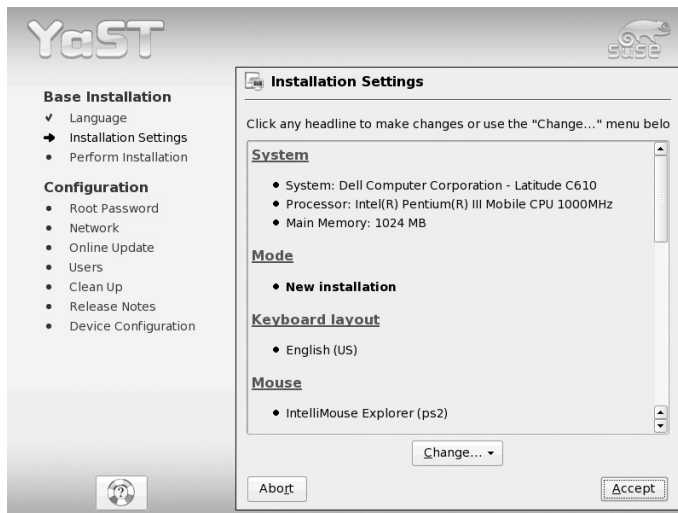 YaST
SuSE
Base Installation
Language
Installation Settings
Perform Installation
Configuration
Root Password
Network
Online Update
Users
Clean Up
Release Notes
Device Configuration
Installation Settings
Click any headline to make changes or use the "Change..." menu belo
System
• System: Dell Computer Corporation - Latitude C610
• Processor: Intel(R) Pentium(R) III Mobile CPU 1000MHz
• Main Memory: 1024 MB
Mode
• New installation
Keyboard layout
• English (US)
Mouse
• IntelliMouse Explorer (ps2)
Change...
Abort
Accept